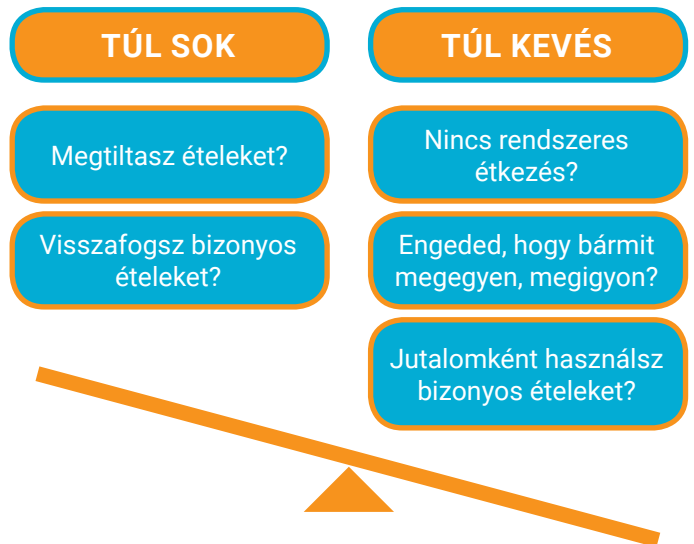 TÚL SOK
Megtiltasz ételeket?
Visszafogsz bizonyos
ételeket?
TÚL KEVÉS
Nincs rendszeres
étkezés?
Engeded, hogy bármit
megegyen, megigyon?
Jutalomként használsz
bizonyos ételeket?